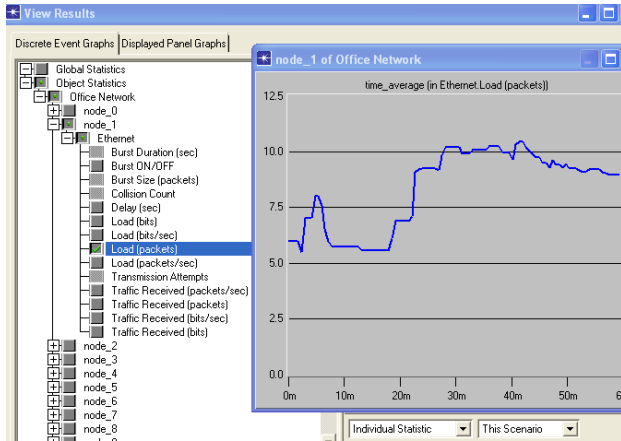 View Results
Discrete Event Graphs
Displayed Panel Graphs
Global Statistics
Object Statistics
Office Network
node_0
node_1
Ethernet
Burst Duration (sec)
Burst ON/OFF
Burst Size (packets)
Collision Count
Delay (sec)
Load (bits)
Load (bits/sec)
Load (packets)
Load (packets/sec)
Transmission Attempts
Traffic Received (packets/sec)
Traffic Received (packets)
Traffic Received (bits/sec)
Traffic Received (bits)
node_2
node_3
node_4
node_5
node_6
node_7
node_8
node_1 of Office Network
time_average (in Ethernet.Load (packets))
12.5
10.0
7.5
5.0
2.5
0.0
0m 10m 20m 30m 40m 50m 6
Individual Statistic
This Scenario